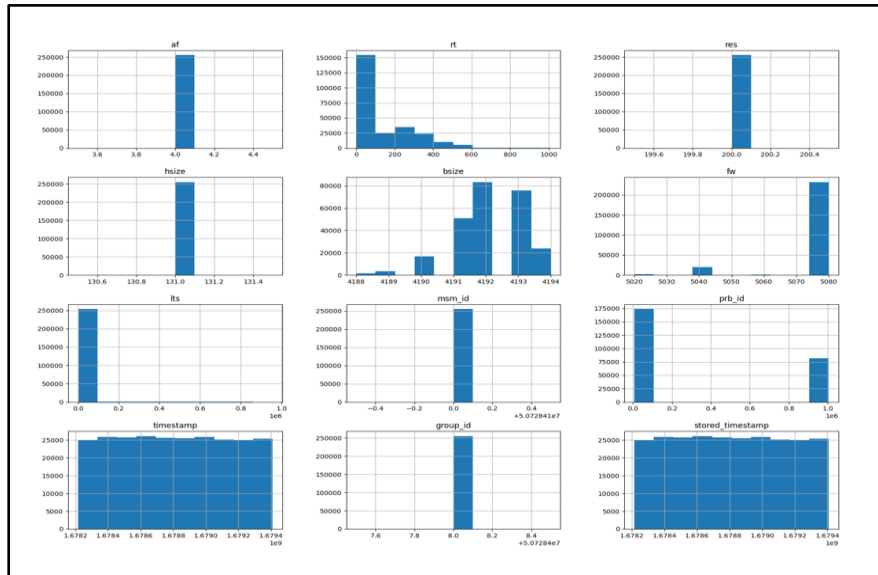 af
250000
200000
150000
100000
50000
0
3.6 3.8 4.0 4.2 4.4
rt
150000
125000
100000
75000
50000
25000
0
0 200 400 600 800 1000
res
250000
200000
150000
100000
50000
0
199.6 199.8 200.0 200.2 200.4
hsize
250000
200000
150000
100000
50000
0
130.6 130.8 131.0 131.2 131.4
bsize
80000
60000
40000
20000
0
4188 4189 4190 4191 4192 4193 4194
fw
200000
150000
100000
50000
0
5020 5030 5040 5050 5060 5070 5080
lts
250000
200000
150000
100000
50000
0
0.0 0.2 0.4 0.6 0.8 1.0
1e6
msm_id
250000
200000
150000
100000
50000
0
−0.4 −0.2 0.0 0.2 0.4
+5.072841e7
prb_id
175000
150000
125000
100000
75000
50000
25000
0
0.0 0.2 0.4 0.6 0.8 1.0
1e6
timestamp
25000
20000
15000
10000
5000
0
1.6782 1.6784 1.6786 1.6788 1.6790 1.6792 1.6794
1e9
group_id
250000
200000
150000
100000
50000
0
7.6 7.8 8.0 8.2 8.4
+5.07284e7
stored_timestamp
25000
20000
15000
10000
5000
0
1.6782 1.6784 1.6786 1.6788 1.6790 1.6792 1.6794
1e9